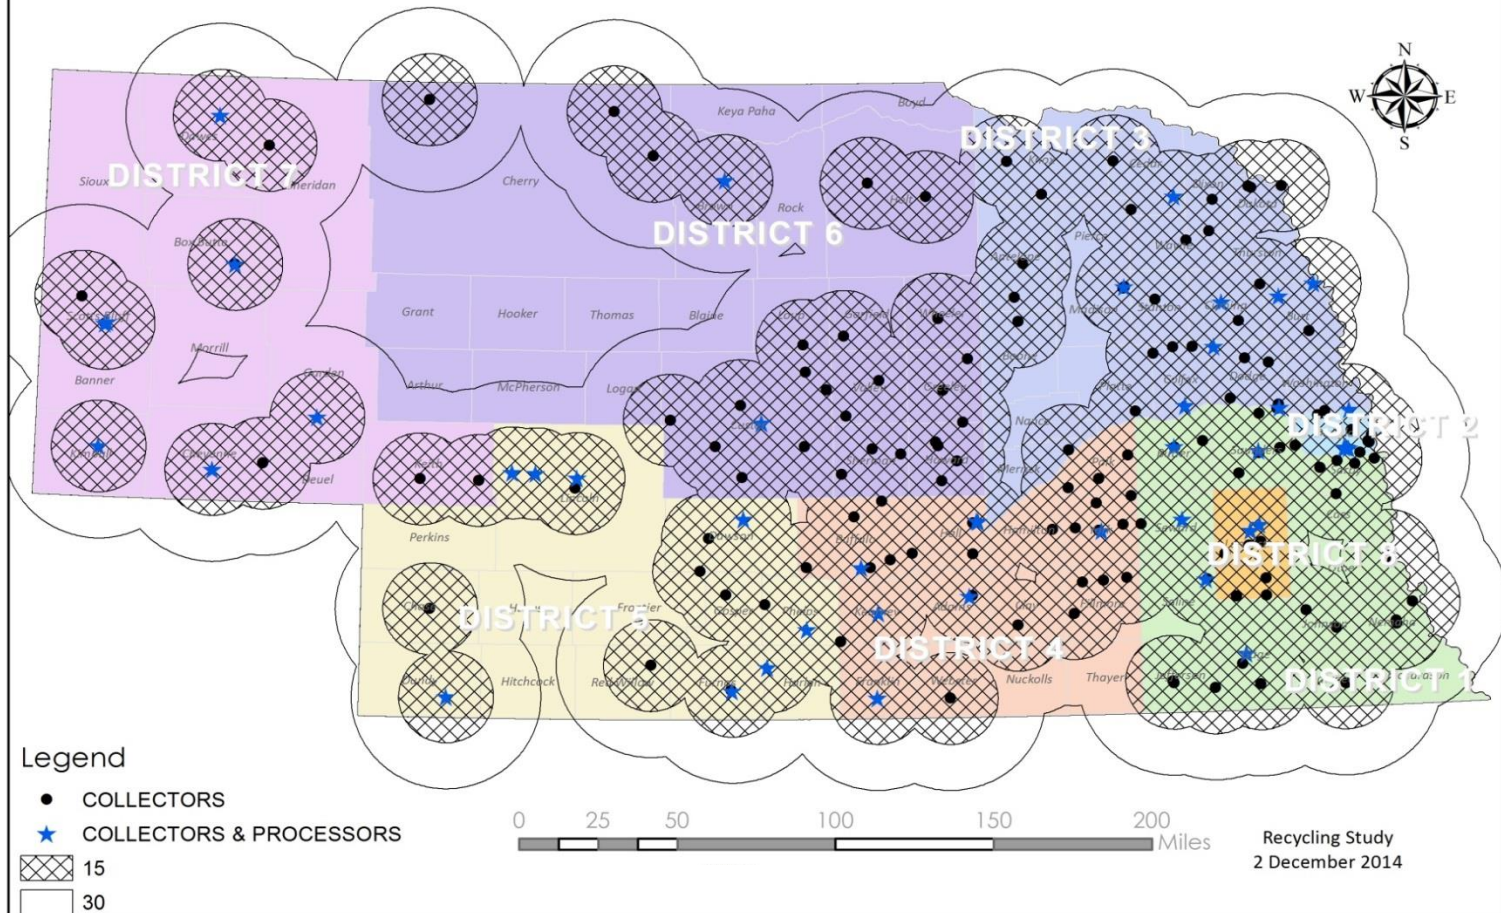 N
W E
S
Boyd
Keya Paha
DISTRICT 3
Knox
Cedar
Dawes
DISTRICT 7
Sioux
Sheridan
Cherry
Dixon
Dakota
Brown
Rock
Holt
DISTRICT 6
Pierce
Wayne
Thurston
Box Butte
Antelope
Scotts Bluff
Grant
Hooker
Thomas
Blaine
Loup
Garfield
Wheeler
Madison
Stanton
Cuming
Burt
Morrill
Banner
Garden
Arthur
McPherson
Logan
Valley
Greeley
Boone
Platte
Colfax
Dodge
Washington
Custer
Nance
DISTRICT 2
Kimball
Cheyenne
Deuel
Keith
Lincoln
Sherman
Howard
Merrick
Polk
Butler
Saunders
Sarpy
Perkins
Dawson
Buffalo
Hall
Hamilton
York
Seward
Cass
DISTRICT 8
Otoe
Chase
Hayes
Frontier
DISTRICT 5
Gosper
Phelps
Kearney
Adams
Clay
Fillmore
Saline
Johnson
Nemaha
DISTRICT 4
Dundy
Hitchcock
Red Willow
Furnas
Harlan
Franklin
Webster
Nuckolls
Thayer
Jefferson
Gage
DISTRICT 1
Richardson
Legend
COLLECTORS
COLLECTORS & PROCESSORS
15
30
0 25 50 100 150 200
Miles
Recycling Study
2 December 2014